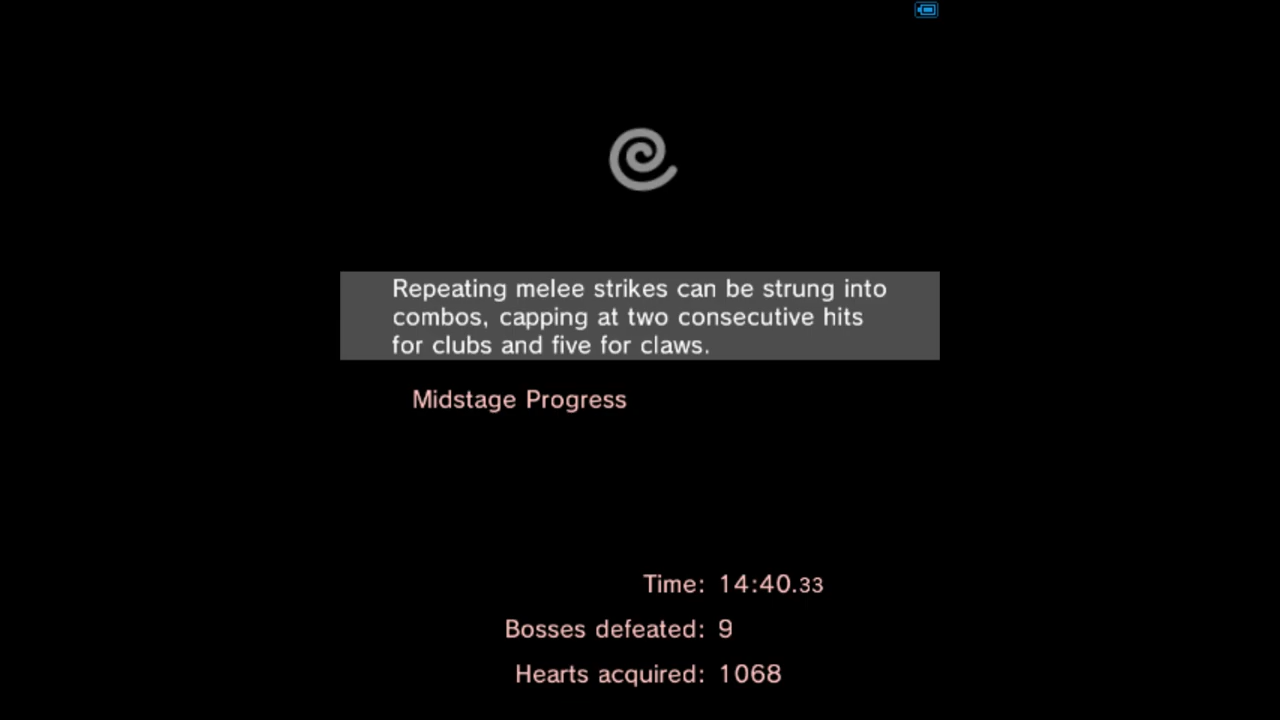 Repeating melee strikes can be strung into
combos, capping at two consecutive hits
for clubs and five for claws.
Midstage Progress
Time: 14:40.33
Bosses defeated: 9
Hearts acquired: 1068